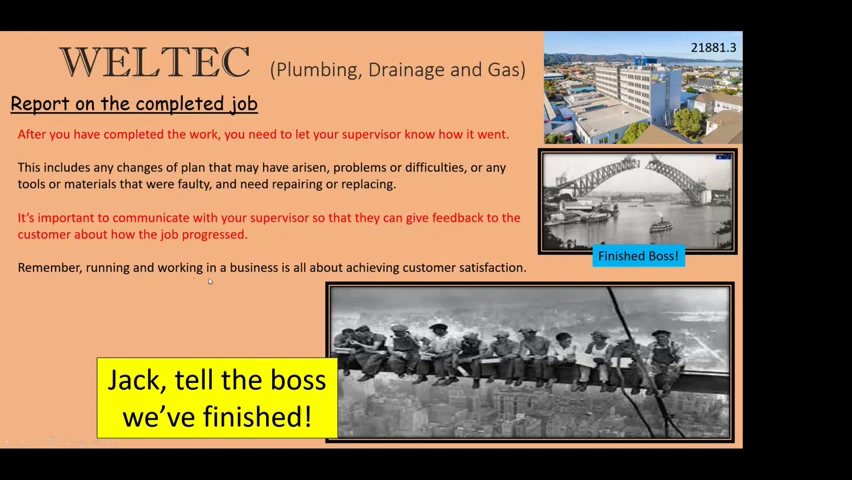 WELTEC (Plumbing, Drainage and Gas)
21881.3
Report on the completed job
After you have completed the work, you need to let your supervisor know how it went.
This includes any changes of plan that may have arisen, problems or difficulties, or any
tools or materials that were faulty, and need repairing or replacing.
It's important to communicate with your supervisor so that they can give feedback to the
customer about how the job progressed.
Finished Boss!
Remember, running and working in a business is all about achieving customer satisfaction.
Jack, tell the boss
we've finished!